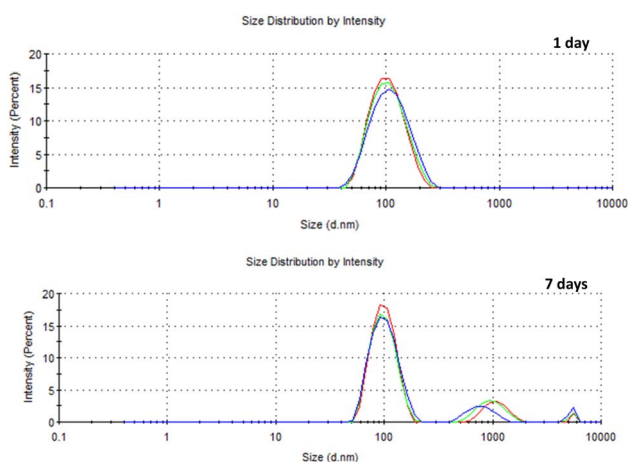 Size Distribution by Intensity
1 day
Intensity (Percent)
20
15
10
5
0
0.1 1 10 100 1000 10000
Size (d.nm)
Size Distribution by Intensity
7 days
Intensity (Percent)
20
15
10
5
0
0.1 1 10 100 1000 10000
Size (d.nm)